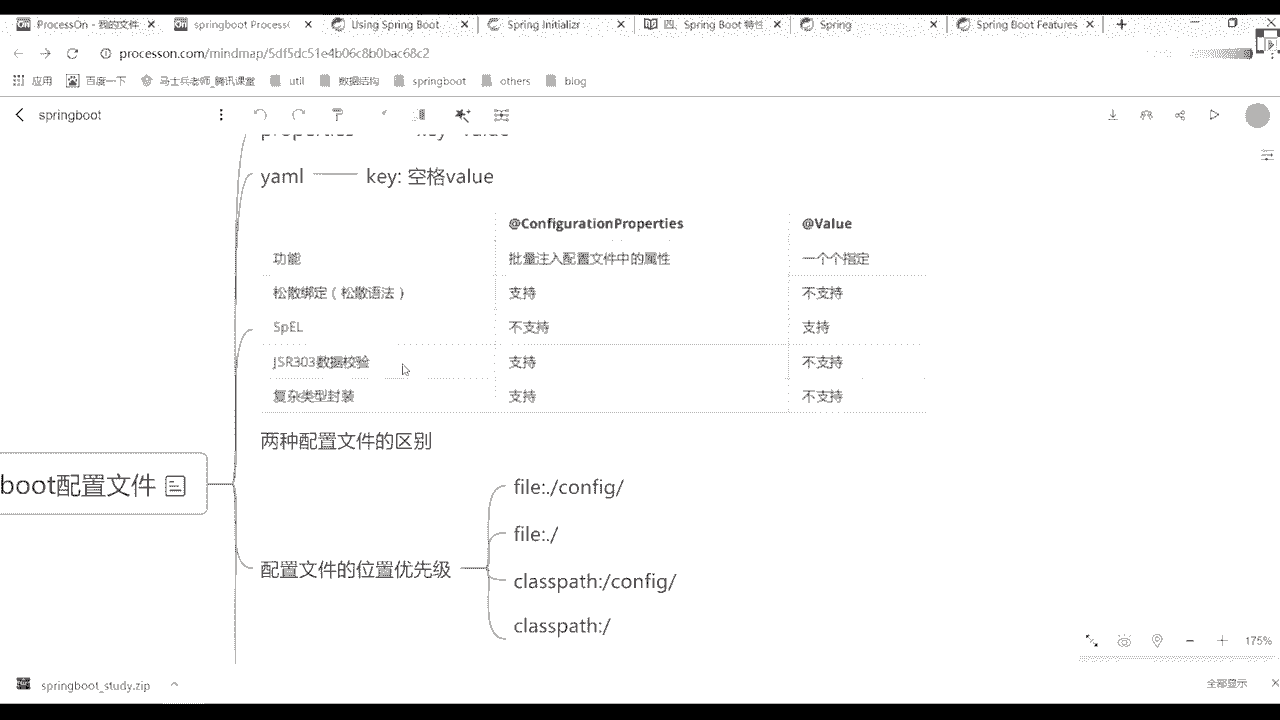 ProcessOn - 我的文件
springboot Process
Using Spring Boot
Spring Initializr
四、Spring Boot 特性
Spring
Spring Boot Features
processon.com/mindmap/5df5dc51e4b06c8b0bac68c2
应用
百度一下
马士兵老师_腾讯课堂
util
数据结构
springboot
others
blog
springboot
properties
yaml
key: 空格value
@ConfigurationProperties
@Value
功能
批量注入配置文件中的属性
一个个指定
松散绑定（松散语法）
支持
不支持
SpEL
不支持
支持
JSR303数据校验
支持
不支持
复杂类型封装
支持
不支持
两种配置文件的区别
boot配置文件
配置文件的位置优先级
file:./config/
file:./
classpath:/config/
classpath:/
175%
springboot_study.zip
全部显示